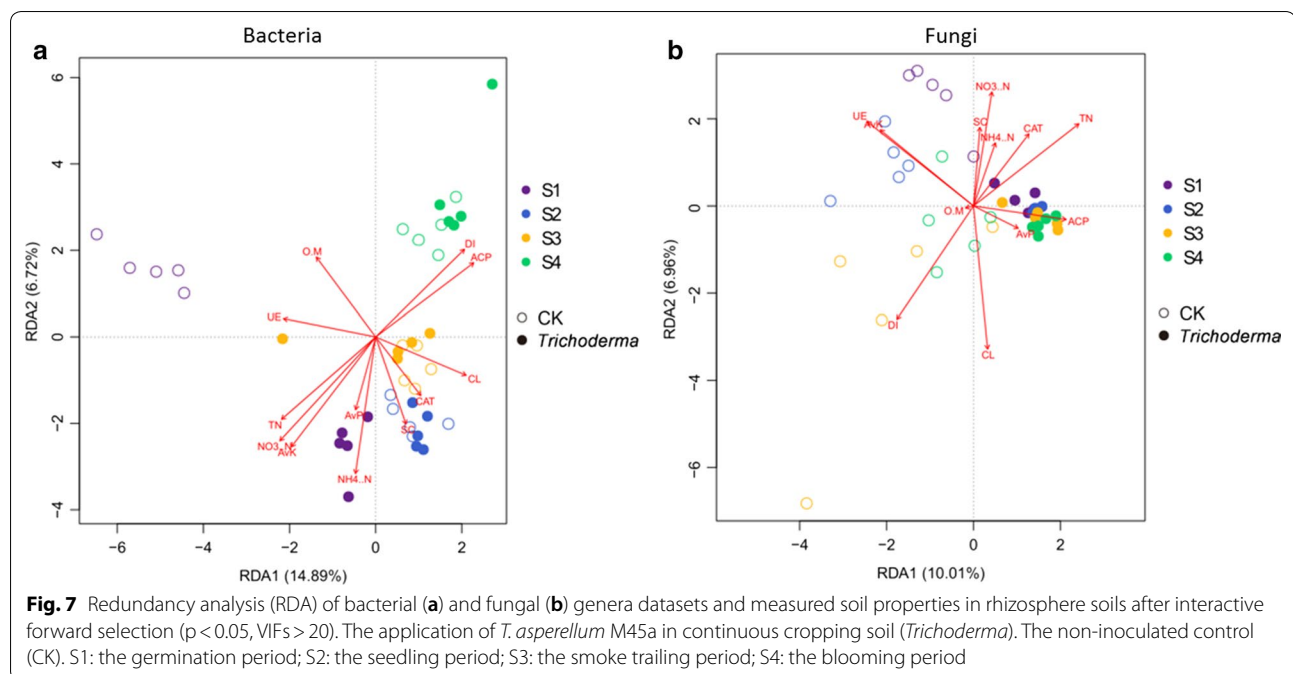 a
Bacteria
6
4
2
0
−2
−4
RDA2 (6.72%)
O.M
DI
ACP
UE
CL
CAT
TN
AvP
SC
NO3..N
AvK
NH4..N
−6
−4
−2
0
2
RDA1 (14.89%)
S1
S2
S3
S4
CK
Trichoderma
b
Fungi
2
0
−2
−4
−6
RDA2 (6.96%)
NO3..N
UE
AvK
SC
NH4..N
CAT
TN
O.M
ACP
AvP
DI
CL
−4
−2
0
2
RDA1 (10.01%)
S1
S2
S3
S4
CK
Trichoderma
Fig. 7 Redundancy analysis (RDA) of bacterial (a) and fungal (b) genera datasets and measured soil properties in rhizosphere soils after interactive
forward selection (p < 0.05, VIFs > 20). The application of T. asperellum M45a in continuous cropping soil (Trichoderma). The non-inoculated control
(CK). S1: the germination period; S2: the seedling period; S3: the smoke trailing period; S4: the blooming period